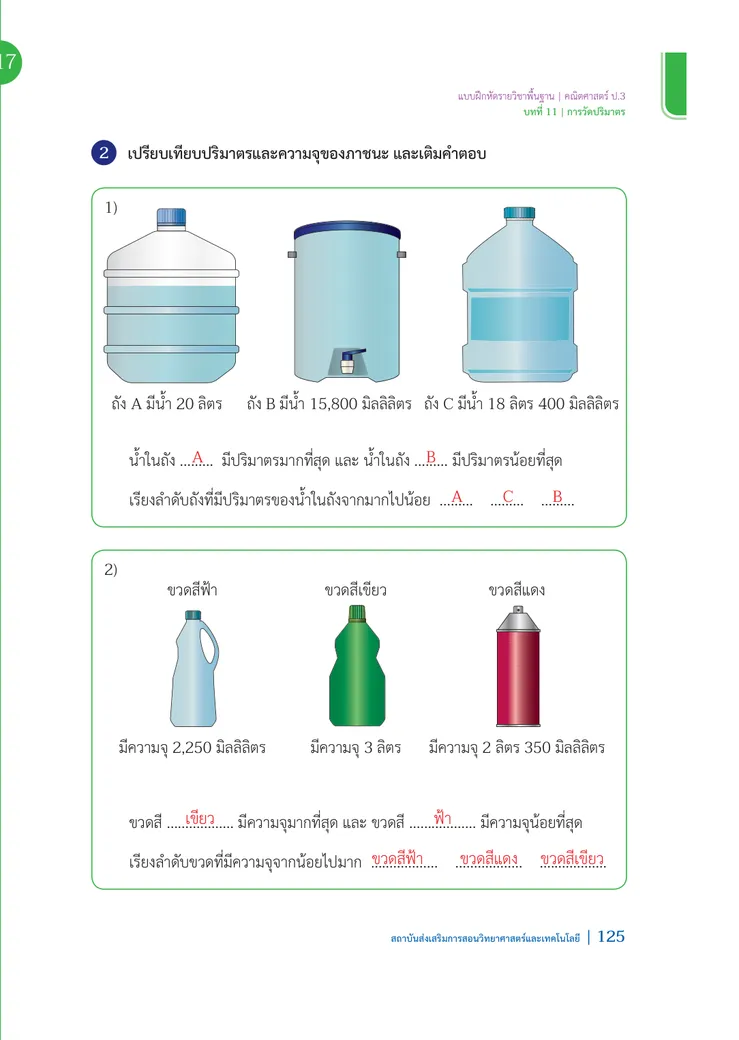 17
แบบฝึกหัดรายวิชาพื้นฐาน | คณิตศาสตร์ ป.3
บทที่ 11 | การวัดปริมาตร
2 เปรียบเทียบปริมาตรและความจุของภาชนะ และเติมคำตอบ
1)
ถัง A มีน้ำ 20 ลิตร ถัง B มีน้ำ 15,800 มิลลิลิตร ถัง C มีน้ำ 18 ลิตร 400 มิลลิลิตร
น้ำในถัง ...A... มีปริมาตรมากที่สุด และ น้ำในถัง ...B... มีปริมาตรน้อยที่สุด
เรียงลำดับถังที่มีปริมาตรของน้ำในถังจากมากไปน้อย ...A... ...C... ...B...
2)
ขวดสีฟ้า ขวดสีเขียว ขวดสีแดง
มีความจุ 2,250 มิลลิลิตร มีความจุ 3 ลิตร มีความจุ 2 ลิตร 350 มิลลิลิตร
ขวดสี ...เขียว... มีความจุมากที่สุด และ ขวดสี ...ฟ้า... มีความจุน้อยที่สุด
เรียงลำดับขวดที่มีความจุจากน้อยไปมาก ขวดสีฟ้า ขวดสีแดง ขวดสีเขียว
สถาบันส่งเสริมการสอนวิทยาศาสตร์และเทคโนโลยี | 125